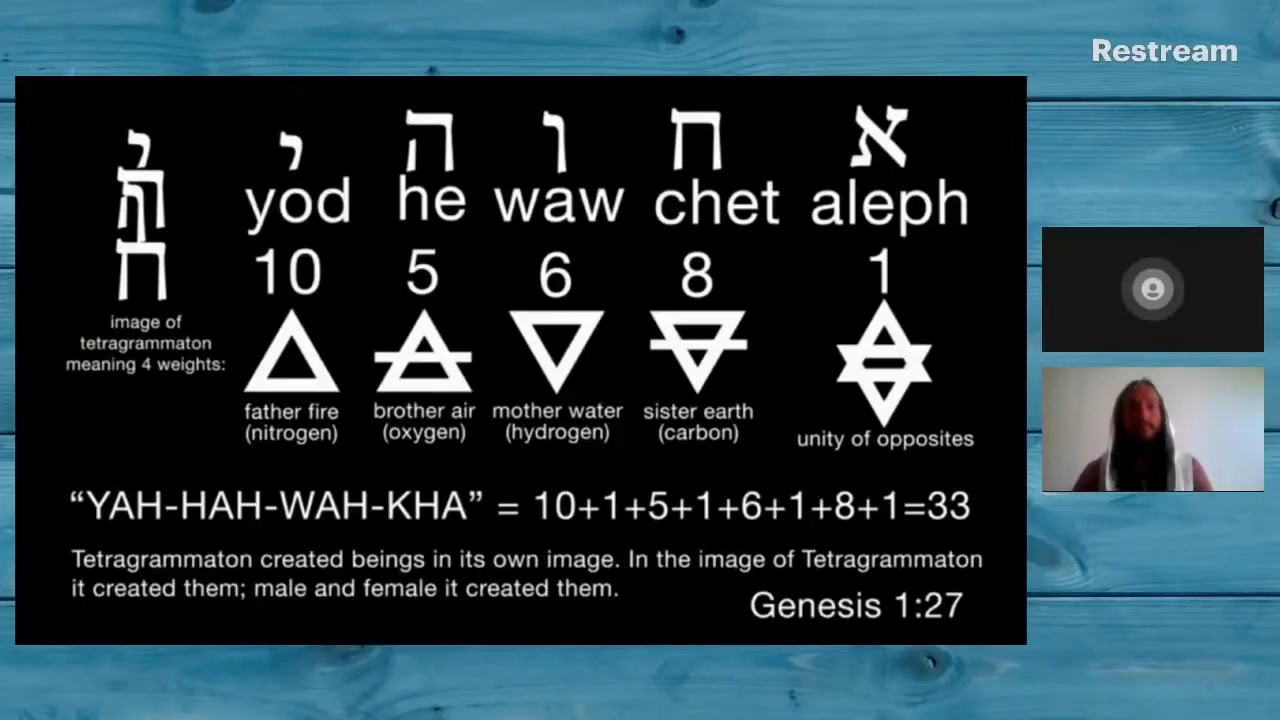 Restream
י ה ו ח א
yod he waw chet aleph
10 5 6 8 1
י
ה
ו
ח
image of
tetragrammaton
meaning 4 weights:
father fire
(nitrogen)
brother air
(oxygen)
mother water
(hydrogen)
sister earth
(carbon)
unity of opposites
“YAH-HAH-WAH-KHA” = 10+1+5+1+6+1+8+1=33
Tetragrammaton created beings in its own image. In the image of Tetragrammaton
it created them; male and female it created them.
Genesis 1:27